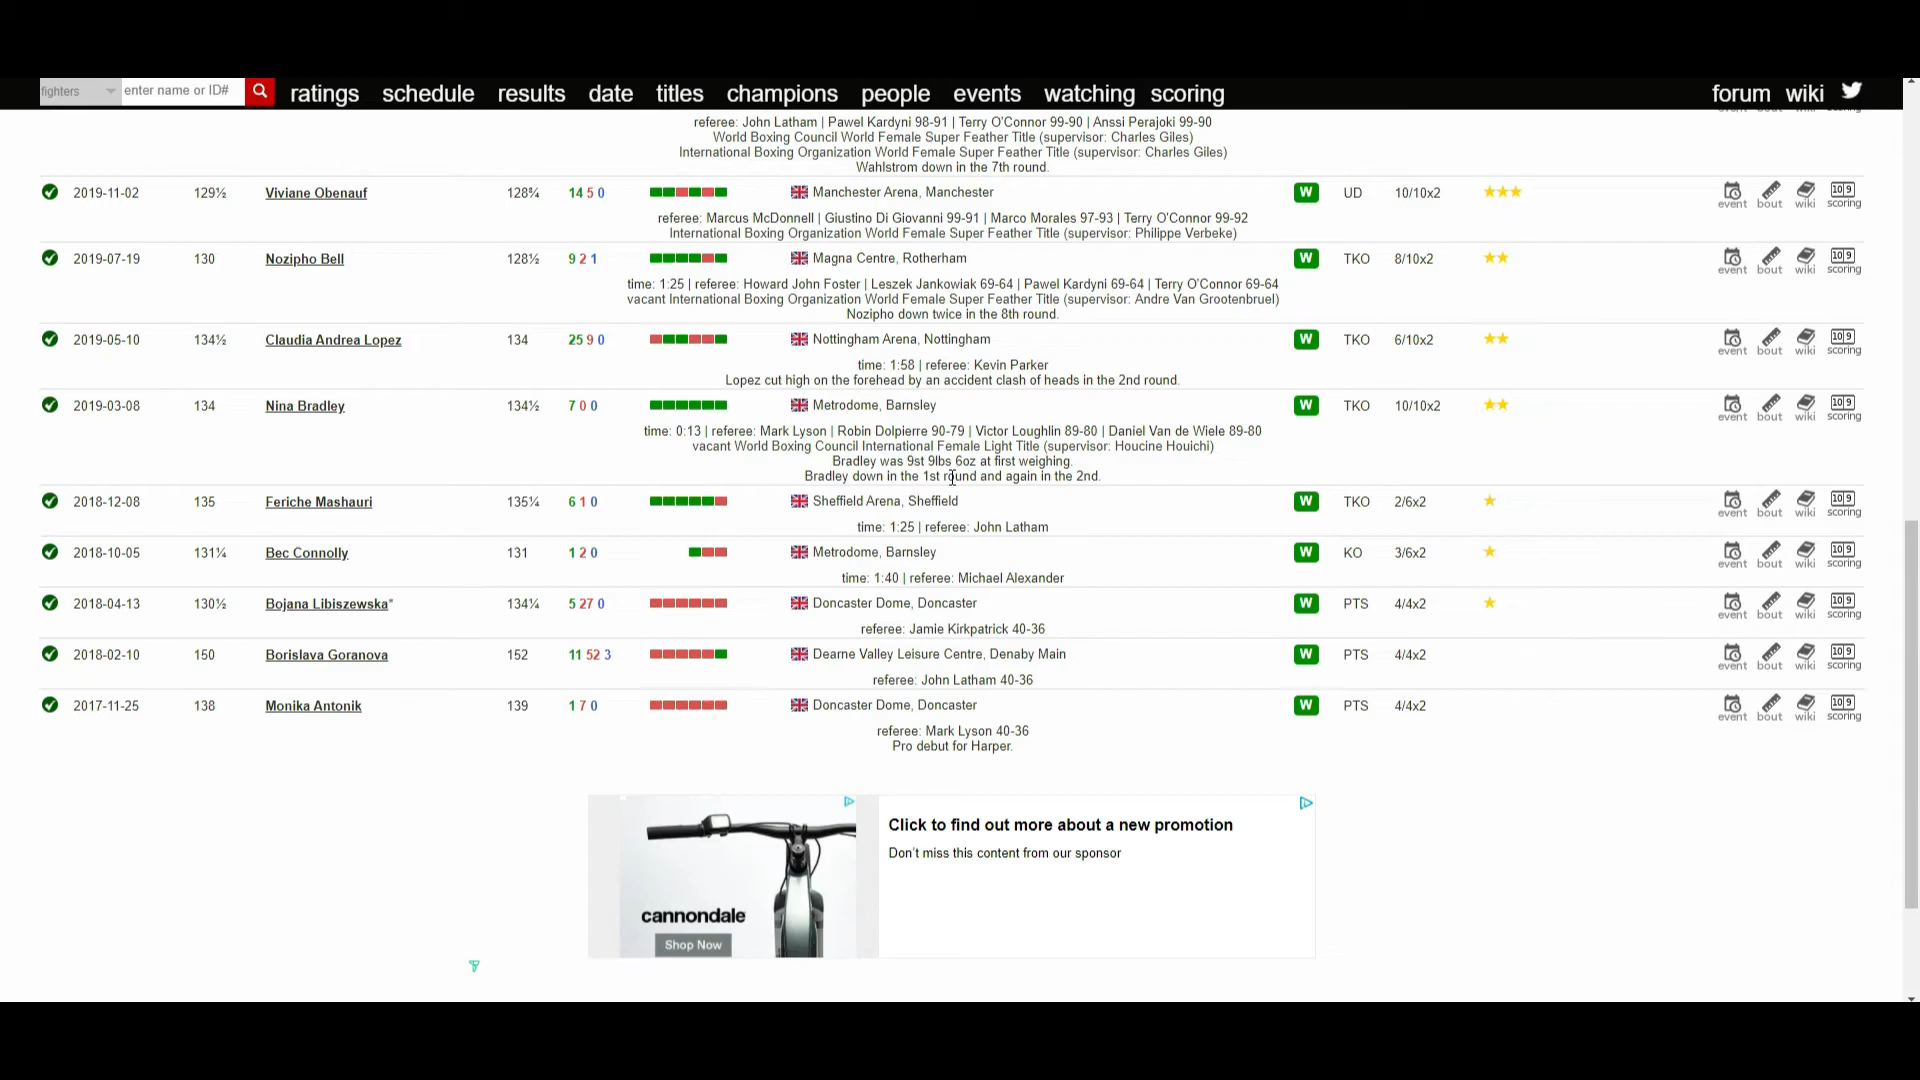 fighters enter name or ID# ratings schedule results date titles champions people events watching scoring forum wiki
referee: John Latham | Pawel Kardyni 98-91 | Terry O'Connor 99-90 | Anssi Perajoki 99-90
World Boxing Council World Female Super Feather Title (supervisor: Charles Giles)
International Boxing Organization World Female Super Feather Title (supervisor: Charles Giles)
Wahlstrom down in the 7th round.
2019-11-02 129½ Viviane Obenauf 128¾ 14 5 0 Manchester Arena, Manchester W UD 10/10x2 event bout wiki 10 9 scoring
referee: Marcus McDonnell | Giustino Di Giovanni 99-91 | Marco Morales 97-93 | Terry O'Connor 99-92
International Boxing Organization World Female Super Feather Title (supervisor: Philippe Verbeke)
2019-07-19 130 Nozipho Bell 128½ 9 2 1 Magna Centre, Rotherham W TKO 8/10x2 event bout wiki 10 9 scoring
time: 1:25 | referee: Howard John Foster | Leszek Jankowiak 69-64 | Pawel Kardyni 69-64 | Terry O'Connor 69-64
vacant International Boxing Organization World Female Super Feather Title (supervisor: Andre Van Grootenbruel)
Nozipho down twice in the 8th round.
2019-05-10 134½ Claudia Andrea Lopez 134 25 9 0 Nottingham Arena, Nottingham W TKO 6/10x2 event bout wiki 10 9 scoring
time: 1:58 | referee: Kevin Parker
Lopez cut high on the forehead by an accident clash of heads in the 2nd round.
2019-03-08 134 Nina Bradley 134½ 7 0 0 Metrodome, Barnsley W TKO 10/10x2 event bout wiki 10 9 scoring
time: 0:13 | referee: Mark Lyson | Robin Dolpierre 90-79 | Victor Loughlin 89-80 | Daniel Van de Wiele 89-80
vacant World Boxing Council International Female Light Title (supervisor: Houcine Houichi)
Bradley was 9st 9lbs 6oz at first weighing.
Bradley down in the 1st round and again in the 2nd.
2018-12-08 135 Feriche Mashauri 135¼ 6 1 0 Sheffield Arena, Sheffield W TKO 2/6x2 event bout wiki 10 9 scoring
time: 1:25 | referee: John Latham
2018-10-05 131¼ Bec Connolly 131 1 2 0 Metrodome, Barnsley W KO 3/6x2 event bout wiki 10 9 scoring
time: 1:40 | referee: Michael Alexander
2018-04-13 130½ Bojana Libiszewska* 134¼ 5 27 0 Doncaster Dome, Doncaster W PTS 4/4x2 event bout wiki 10 9 scoring
referee: Jamie Kirkpatrick 40-36
2018-02-10 150 Borislava Goranova 152 11 52 3 Dearne Valley Leisure Centre, Denaby Main W PTS 4/4x2 event bout wiki 10 9 scoring
referee: John Latham 40-36
2017-11-25 138 Monika Antonik 139 1 7 0 Doncaster Dome, Doncaster W PTS 4/4x2 event bout wiki 10 9 scoring
referee: Mark Lyson 40-36
Pro debut for Harper.
Click to find out more about a new promotion
Don't miss this content from our sponsor
cannondale
Shop Now